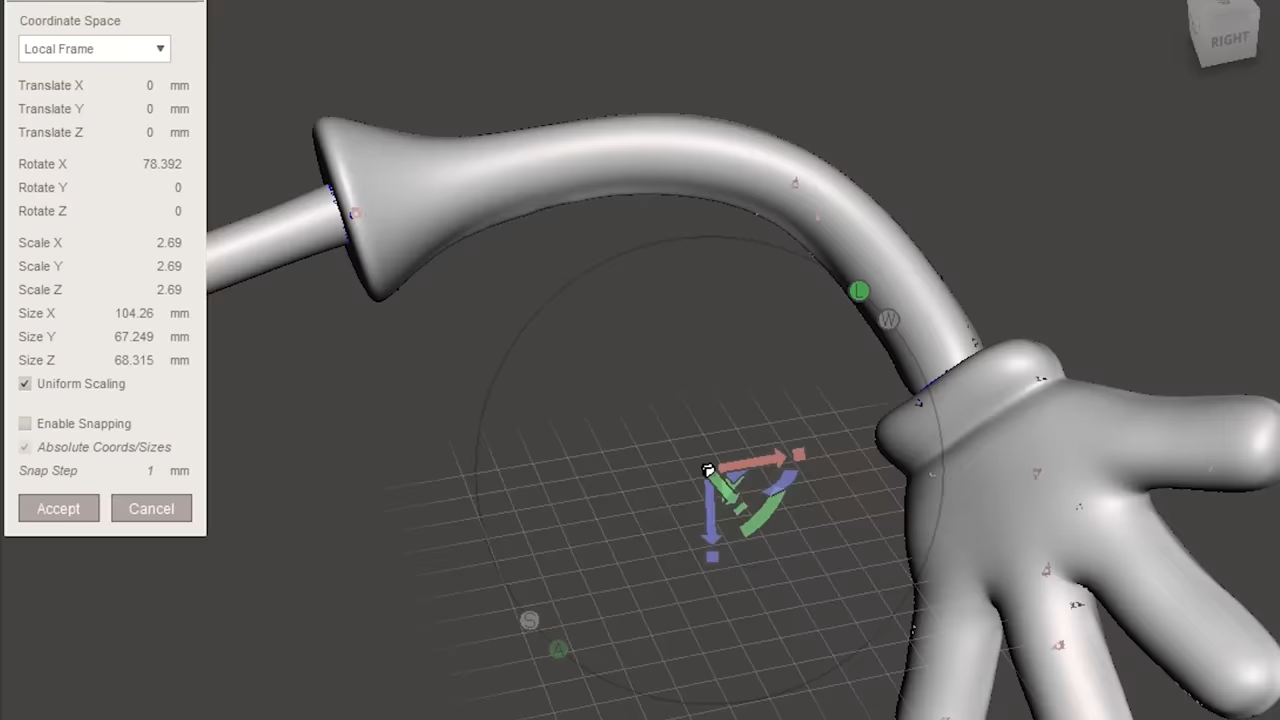 Coordinate Space
Local Frame
Translate X 0 mm
Translate Y 0 mm
Translate Z 0 mm
Rotate X 78.392
Rotate Y 0
Rotate Z 0
Scale X 2.69
Scale Y 2.69
Scale Z 2.69
Size X 104.26 mm
Size Y 67.249 mm
Size Z 68.315 mm
Uniform Scaling
Enable Snapping
Absolute Coords/Sizes
Snap Step 1 mm
Accept Cancel
RIGHT
L
W
S
A